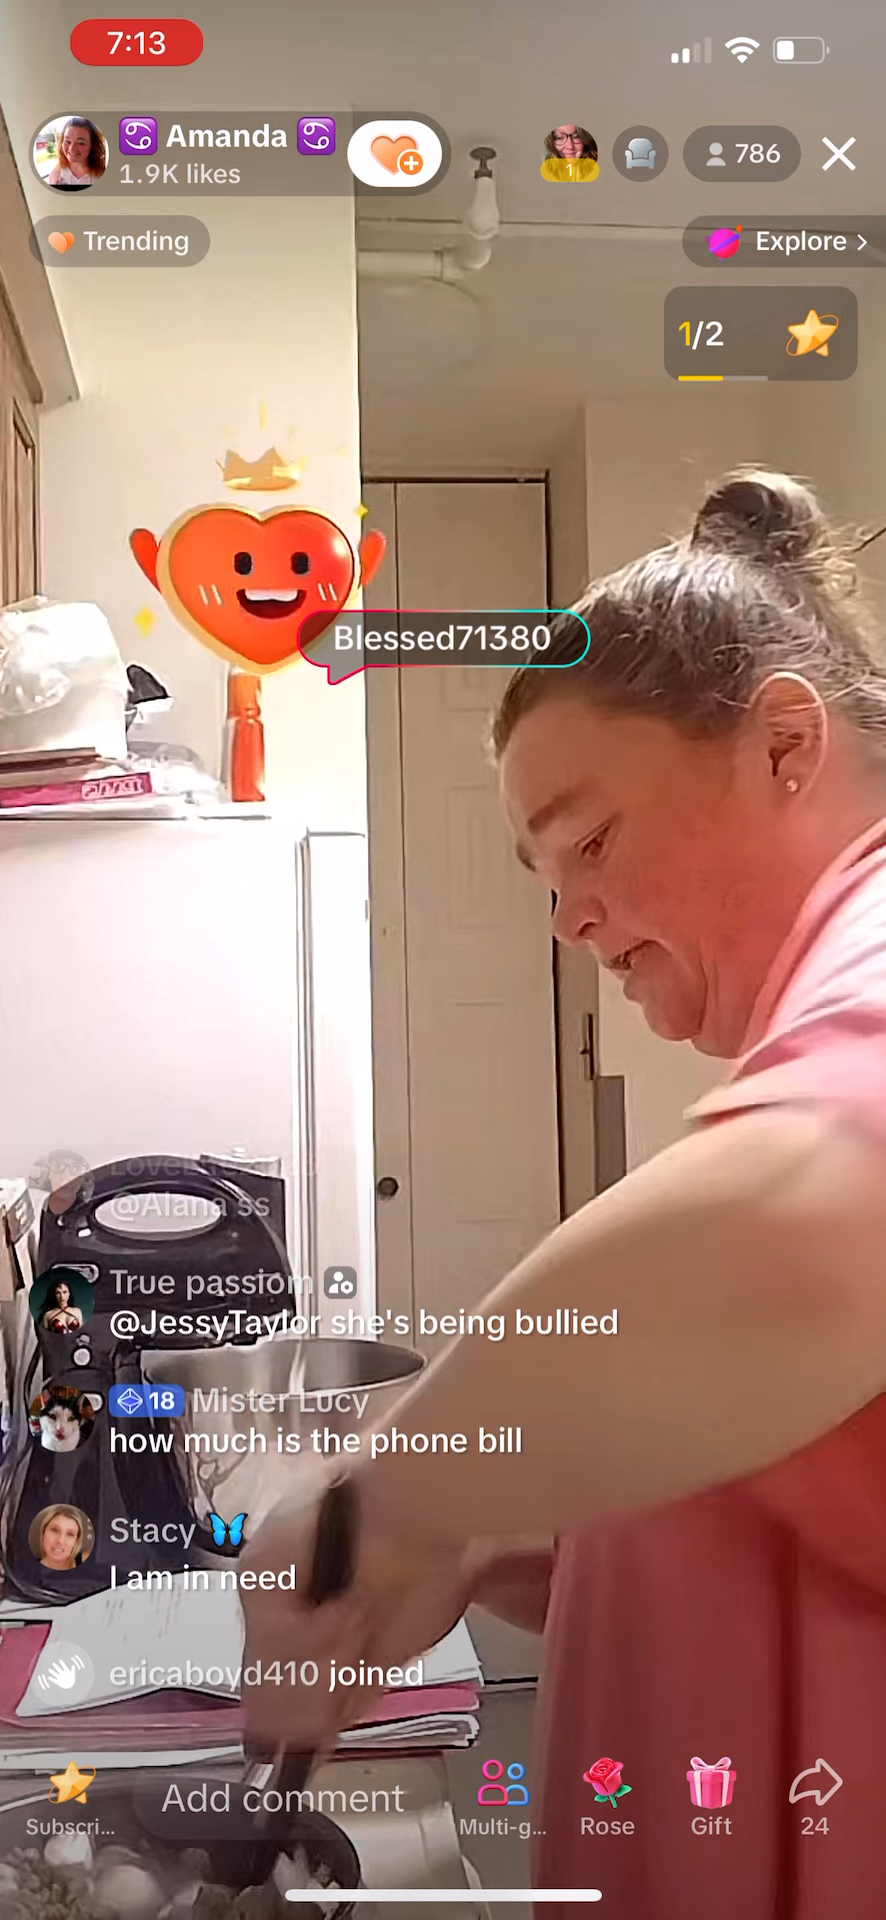 7:13
♋ Amanda ♋
1.9K likes
1
786
Trending
Explore >
1/2
Blessed71380
@Alana ss
True passion
@JessyTaylor she's being bullied
18 Mister Lucy
how much is the phone bill
Stacy 🦋
I am in need
ericaboyd410 joined
Add comment
Subscri...
Multi-g...
Rose
Gift
24